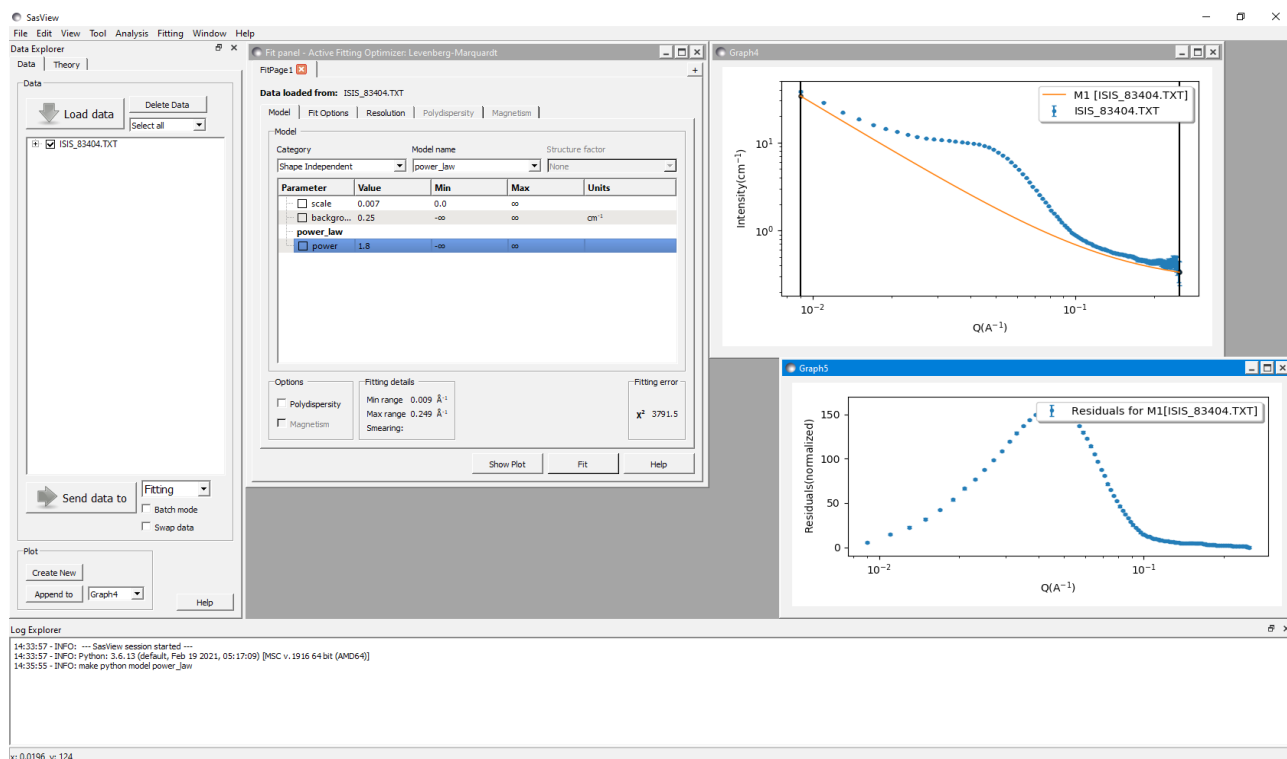 SasView
File Edit View Tool Analysis Fitting Window Help
Data Explorer
Data Theory
Data
Load data
Delete Data
Select all
ISIS_83404.TXT
Send data to
Fitting
Batch mode
Swap data
Plot
Create New
Append to Graph4
Help
Fit panel - Active Fitting Optimizer: Levenberg-Marquardt
FitPage1
+
Data loaded from: ISIS_83404.TXT
Model Fit Options Resolution Polydispersity Magnetism
Model
Category Model name Structure factor
Shape Independent power_law None
Parameter Value Min Max Units
scale 0.007 0.0 ∞
backgro... 0.25 -∞ ∞ cm⁻¹
power_law
power 1.8 -∞ ∞
Options
Polydispersity
Magnetism
Fitting details
Min range 0.009 Å⁻¹
Max range 0.249 Å⁻¹
Smearing:
Fitting error
χ² 3791.5
Show Plot Fit Help
Graph4
M1 [ISIS_83404.TXT]
ISIS_83404.TXT
Intensity(cm⁻¹)
10¹
10⁰
10⁻² 10⁻¹
Q(A⁻¹)
Graph5
Residuals for M1[ISIS_83404.TXT]
Residuals(normalized)
150
100
50
0
10⁻² 10⁻¹
Q(A⁻¹)
Log Explorer
14:33:57 - INFO: --- SasView session started ---
14:33:57 - INFO: Python: 3.6.13 (default, Feb 19 2021, 05:17:09) [MSC v.1916 64 bit (AMD64)]
14:35:55 - INFO: make python model power_law
x: 0.0196, y: 124